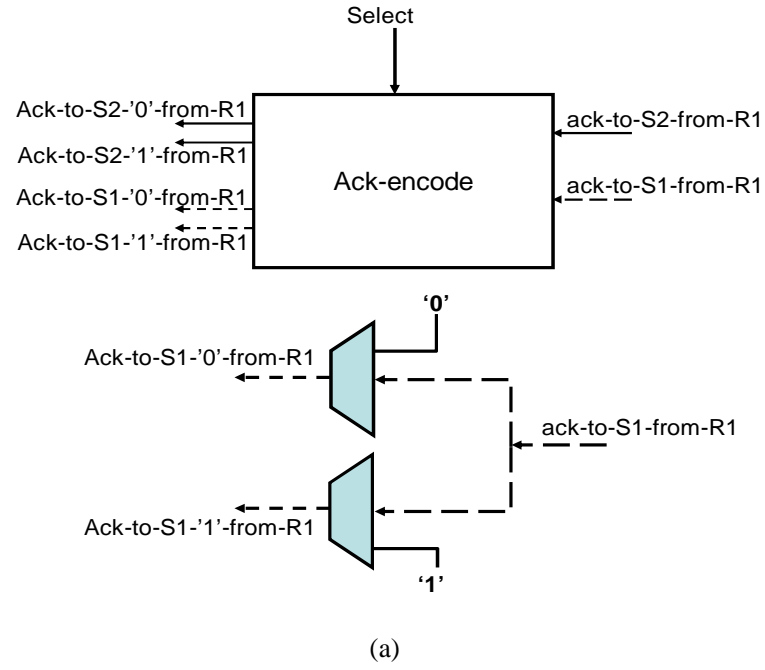 Select
Ack-to-S2-'0'-from-R1
ack-to-S2-from-R1
Ack-to-S2-'1'-from-R1
Ack-encode
Ack-to-S1-'0'-from-R1
ack-to-S1-from-R1
Ack-to-S1-'1'-from-R1
‘0’
Ack-to-S1-'0'-from-R1
ack-to-S1-from-R1
Ack-to-S1-'1'-from-R1
‘1’
(a)